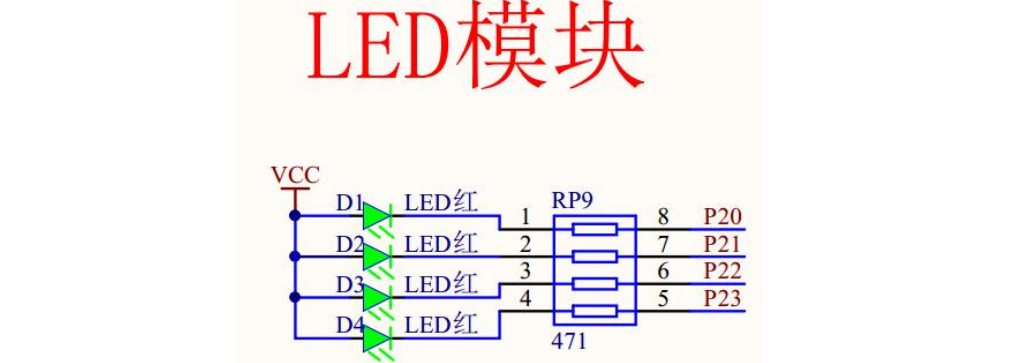 LED模块
VCC
D1 LED红 1 RP9 8 P20
D2 LED红 2 7 P21
D3 LED红 3 6 P22
D4 LED红 4 5 P23
471